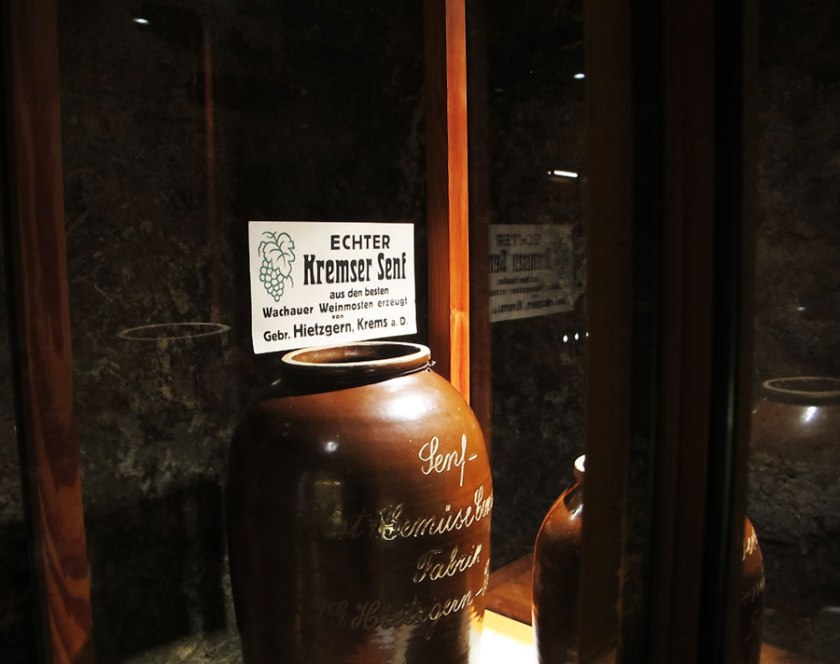 ECHTER
Kremser Senf
aus den besten
Wachauer Weinmosten erzeugt
von
Gebr. Hietzgern, Krems a. D.
Senf-
Gemüse
Fabrik
Hietzgern